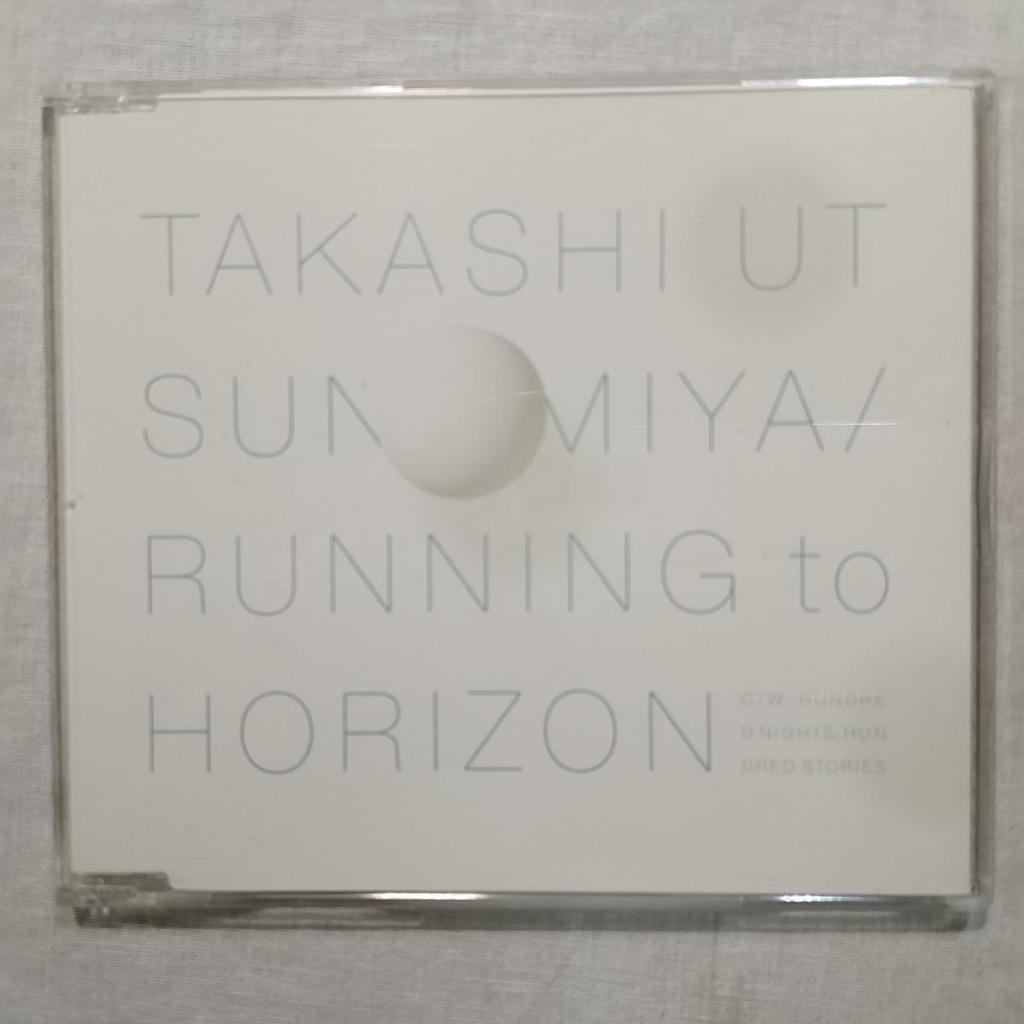 TAKASHI UT
SUN MIYA/
RUNNING to
HORIZON
C/W HUNDRE
D NIGHTS, HUN
DRED STORIES